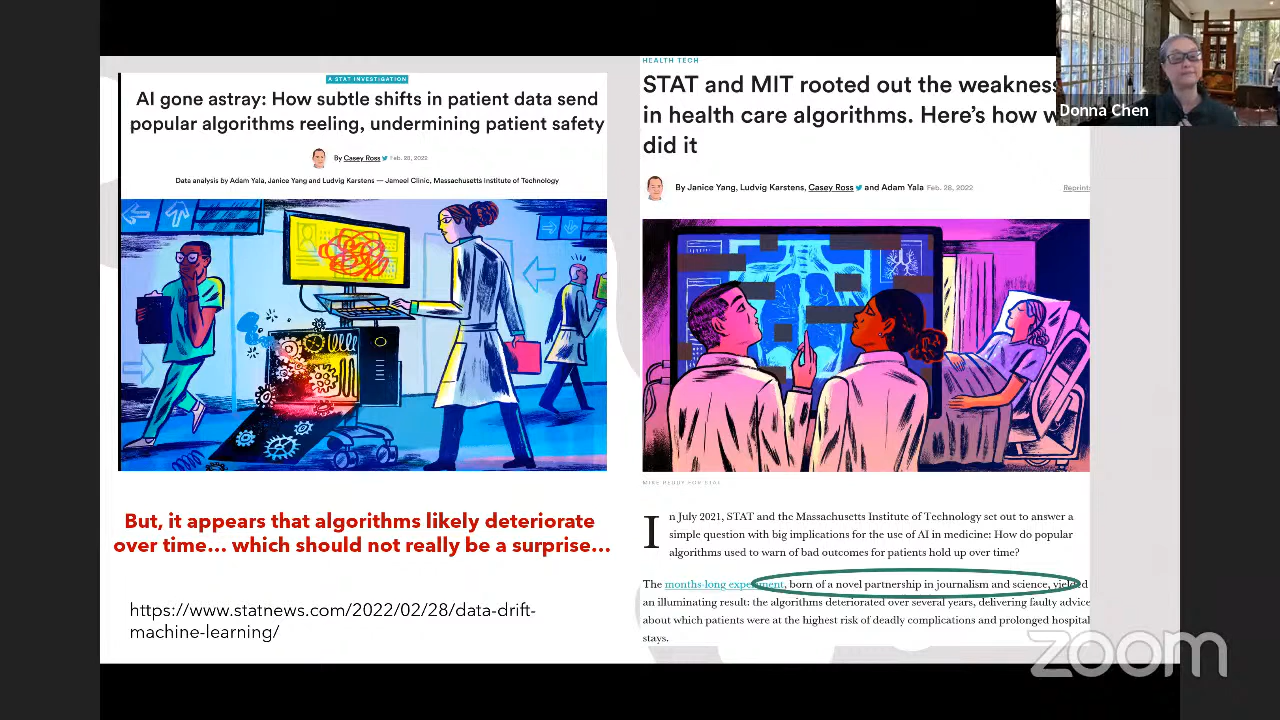 A STAT INVESTIGATION
AI gone astray: How subtle shifts in patient data send
popular algorithms reeling, undermining patient safety
By Casey Ross Feb. 28, 2022
Data analysis by Adam Yala, Janice Yang and Ludvig Karstens — Jameel Clinic, Massachusetts Institute of Technology
But, it appears that algorithms likely deteriorate
over time... which should not really be a surprise...
https://www.statnews.com/2022/02/28/data-drift-
machine-learning/
HEALTH TECH
STAT and MIT rooted out the weakness
in health care algorithms. Here's how w
did it
By Janice Yang, Ludvig Karstens, Casey Ross and Adam Yala Feb. 28, 2022
Reprints
MIKE REDDY FOR STAT
In July 2021, STAT and the Massachusetts Institute of Technology set out to answer a
simple question with big implications for the use of AI in medicine: How do popular
algorithms used to warn of bad outcomes for patients hold up over time?
The months-long experiment, born of a novel partnership in journalism and science, yielded
an illuminating result: the algorithms deteriorated over several years, delivering faulty advice
about which patients were at the highest risk of deadly complications and prolonged hospital
stays.
Donna Chen
zoom